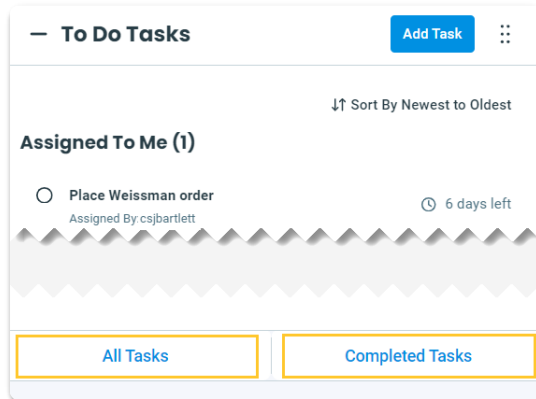 To Do Tasks
Add Task
Sort By Newest to Oldest
Assigned To Me (1)
Place Weissman order
6 days left
Assigned By:csjbartlett
All Tasks
Completed Tasks